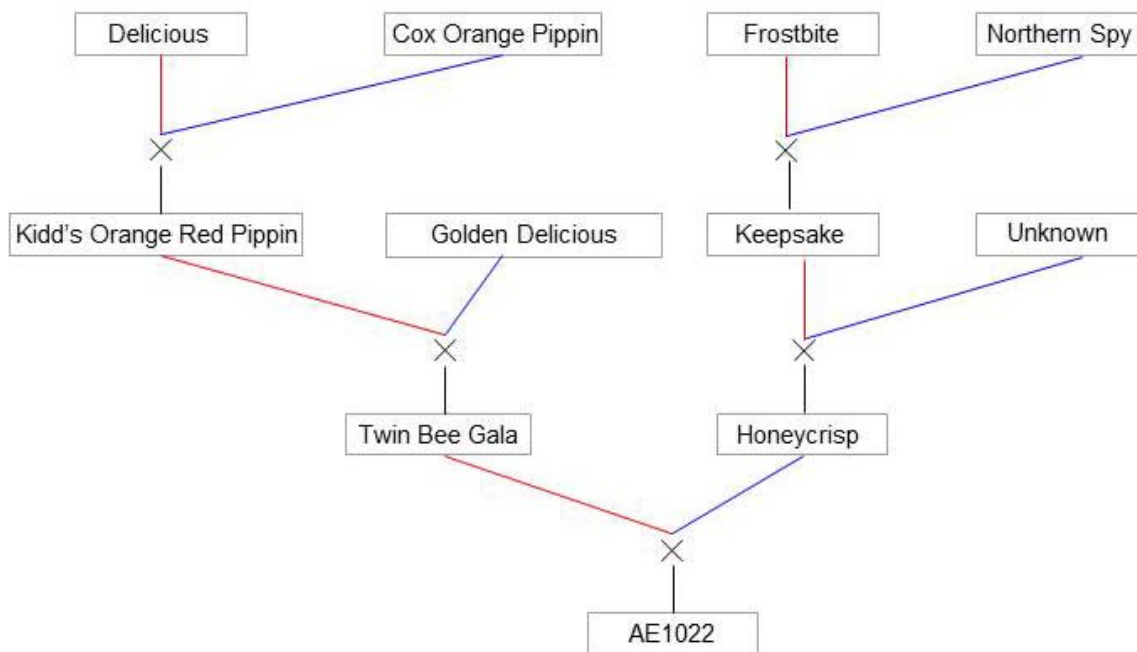 Delicious
Cox Orange Pippin
Frostbite
Northern Spy
Kidd's Orange Red Pippin
Golden Delicious
Keepsake
Unknown
Twin Bee Gala
Honeycrisp
AE1022